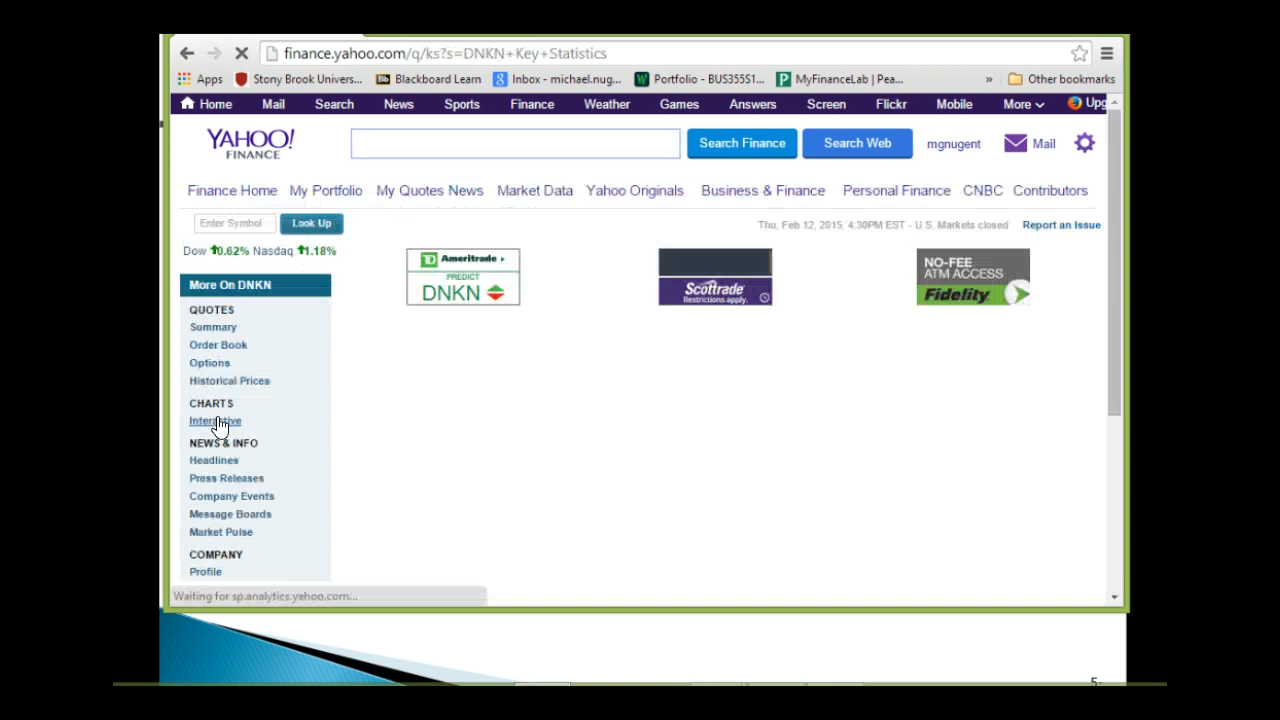 finance.yahoo.com/q/ks?s=DNKN+Key+Statistics
Apps Stony Brook Univers... Bb Blackboard Learn 8 Inbox - michael.nug... Portfolio - BUS355S1... P MyFinanceLab | Pea... » Other bookmarks
Home Mail Search News Sports Finance Weather Games Answers Screen Flickr Mobile More Upg
YAHOO! FINANCE
Search Finance Search Web mgnugent Mail
Finance Home My Portfolio My Quotes News Market Data Yahoo Originals Business & Finance Personal Finance CNBC Contributors
Enter Symbol Look Up Thu, Feb 12, 2015, 4:30PM EST - U.S. Markets closed Report an Issue
Dow 0.62% Nasdaq 1.18%
TD Ameritrade
PREDICT
DNKN
Scottrade
Restrictions apply.
NO-FEE
ATM ACCESS
Fidelity
More On DNKN
QUOTES
Summary
Order Book
Options
Historical Prices
CHARTS
Interactive
NEWS & INFO
Headlines
Press Releases
Company Events
Message Boards
Market Pulse
COMPANY
Profile
Waiting for sp.analytics.yahoo.com...
5-